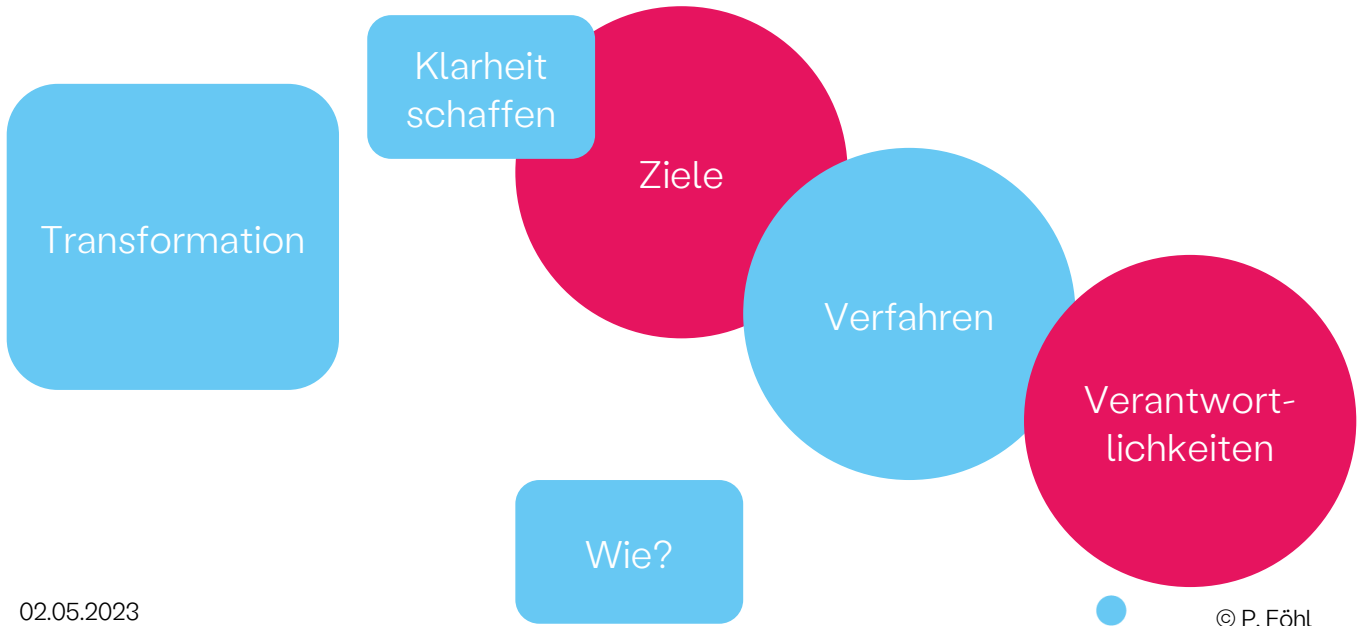 Klarheit
schaffen
Ziele
Transformation
Verfahren
Verantwort-
lichkeiten
Wie?
02.05.2023
© P. Föhl